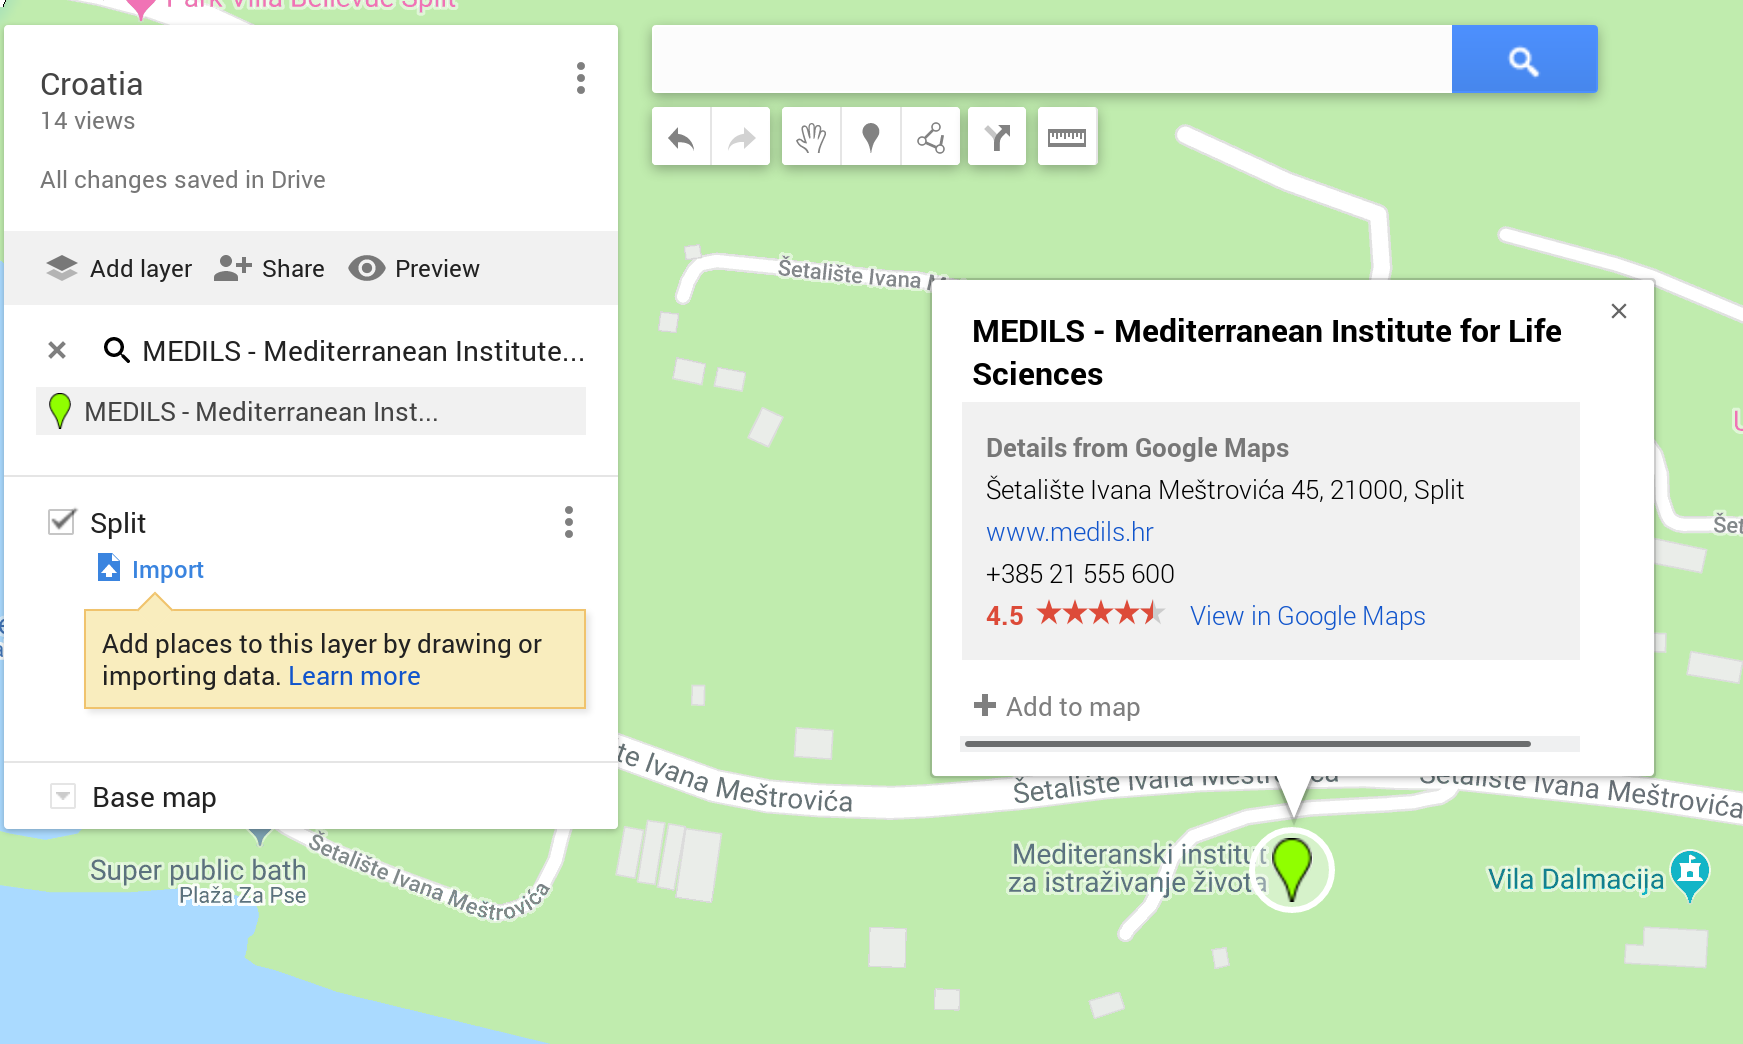 Park Villa Bellevue Split
Croatia
14 views
All changes saved in Drive
Add layer
Share
Preview
MEDILS - Mediterranean Institute...
MEDILS - Mediterranean Inst...
Split
Import
Add places to this layer by drawing or
importing data. Learn more
Base map
Šetalište Ivana
MEDILS - Mediterranean Institute for Life
Sciences
Details from Google Maps
Šetalište Ivana Meštrovića 45, 21000, Split
www.medils.hr
+385 21 555 600
4.5
View in Google Maps
Add to map
Ivana Meštrovića
Šetalište Ivana Meštrovića
Šetalište Ivana Meštrovića
Super public bath
Plaža Za Pse
Šetalište Ivana Meštrovića
Mediteranski institut
za istraživanje života
Vila Dalmacija